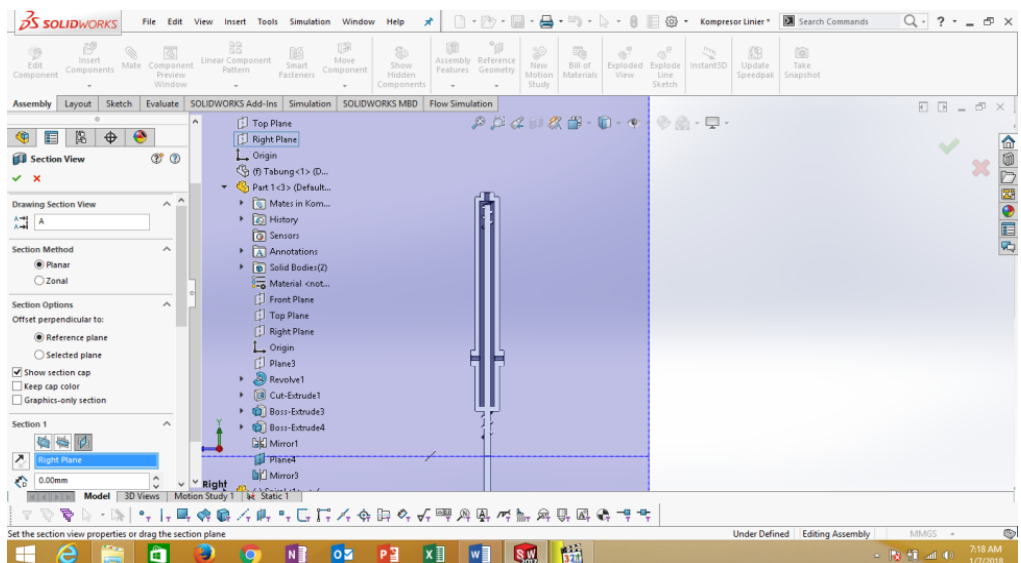 SOLIDWORKS File Edit View Insert Tools Simulation Window Help Kompresor Linier * Search Commands
Edit Component
Insert Components
Mate
Component Preview Window
Linear Component Pattern
Smart Fasteners
Move Component
Show Hidden Components
Assembly Features
Reference Geometry
New Motion Study
Bill of Materials
Exploded View
Explode Line Sketch
Instant3D
Update Speedpak
Take Snapshot
Assembly Layout Sketch Evaluate SOLIDWORKS Add-Ins Simulation SOLIDWORKS MBD Flow Simulation
Section View
Drawing Section View
A
Section Method
Planar
Zonal
Section Options
Offset perpendicular to:
Reference plane
Selected plane
Show section cap
Keep cap color
Graphics-only section
Section 1
Right Plane
0.00mm
Top Plane
Right Plane
Origin
(f) Tabung<1> (D...
Part 1<3> (Default...
Mates in Kom...
History
Sensors
Annotations
Solid Bodies(2)
Material <not...
Front Plane
Top Plane
Right Plane
Origin
Plane3
Revolve1
Cut-Extrude1
Boss-Extrude3
Boss-Extrude4
Mirror1
Plane4
Mirror3
Y
Right
Model 3D Views Motion Study 1 Static 1
Set the section view properties or drag the section plane Under Defined Editing Assembly MMGS
7:18 AM
1/7/2018